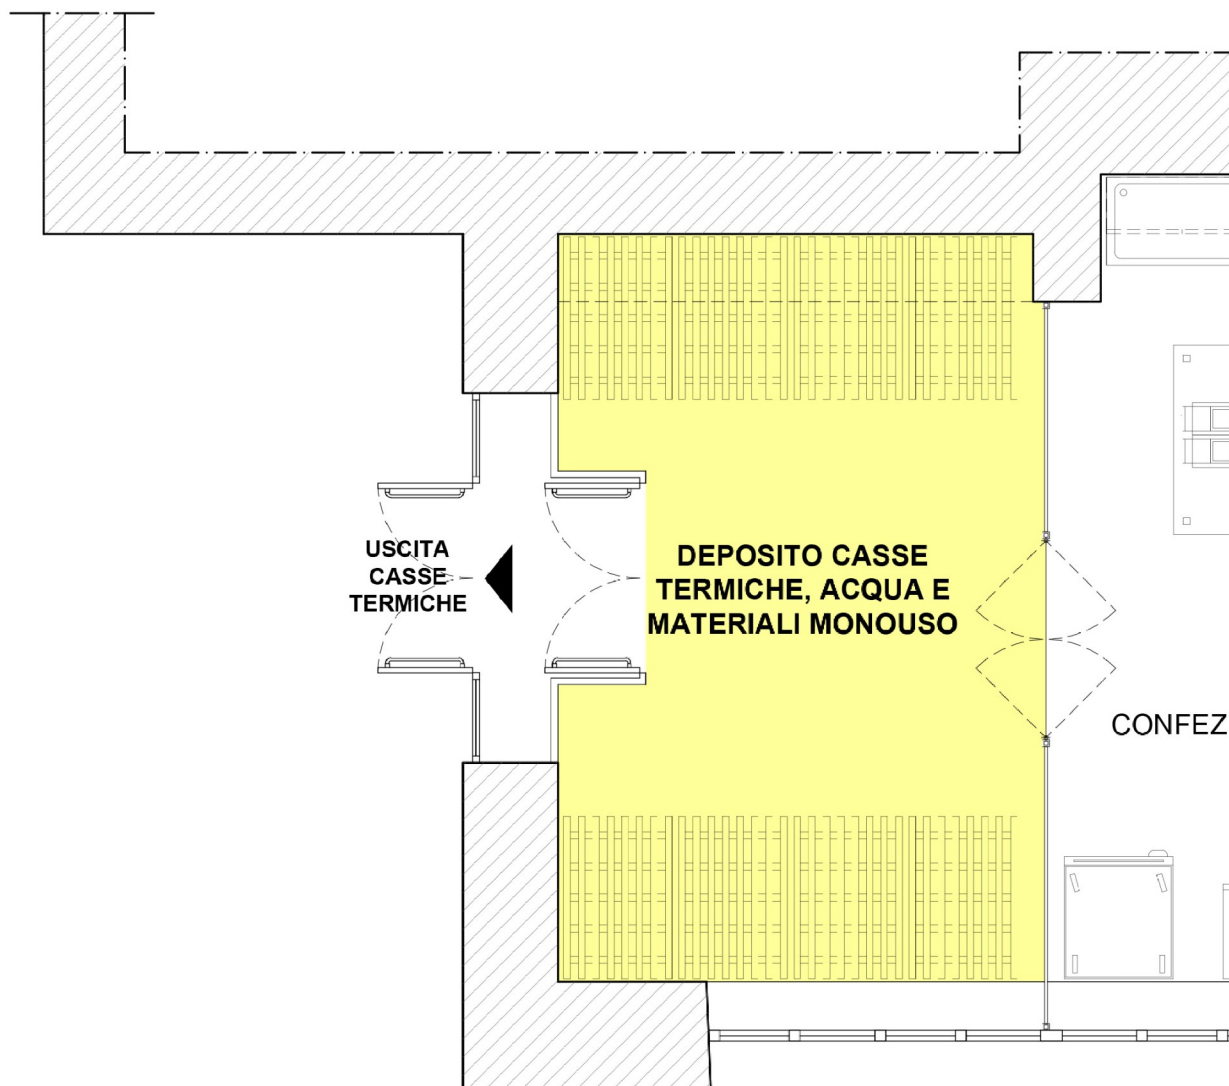 USCITA
CASSE
TERMICHE
DEPOSITO CASSE
TERMICHE, ACQUA E
MATERIALI MONOUSO
CONFEZ